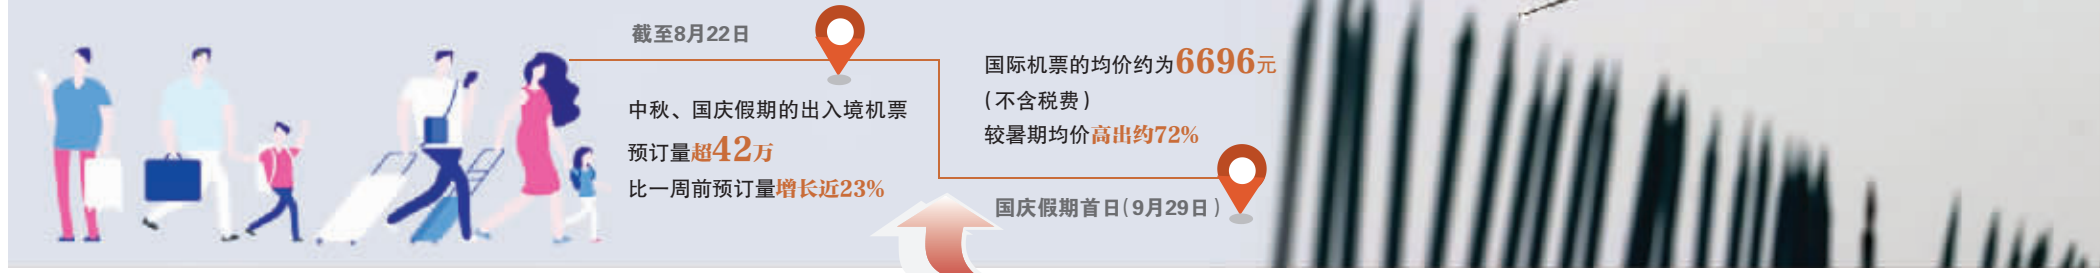 截至8月22日
中秋、国庆假期的出入境机票
预订量超42万
比一周前预订量增长近23%
国际机票的均价约为6696元
(不含税费)
较暑期均价高出约72%
国庆假期首日(9月29日)